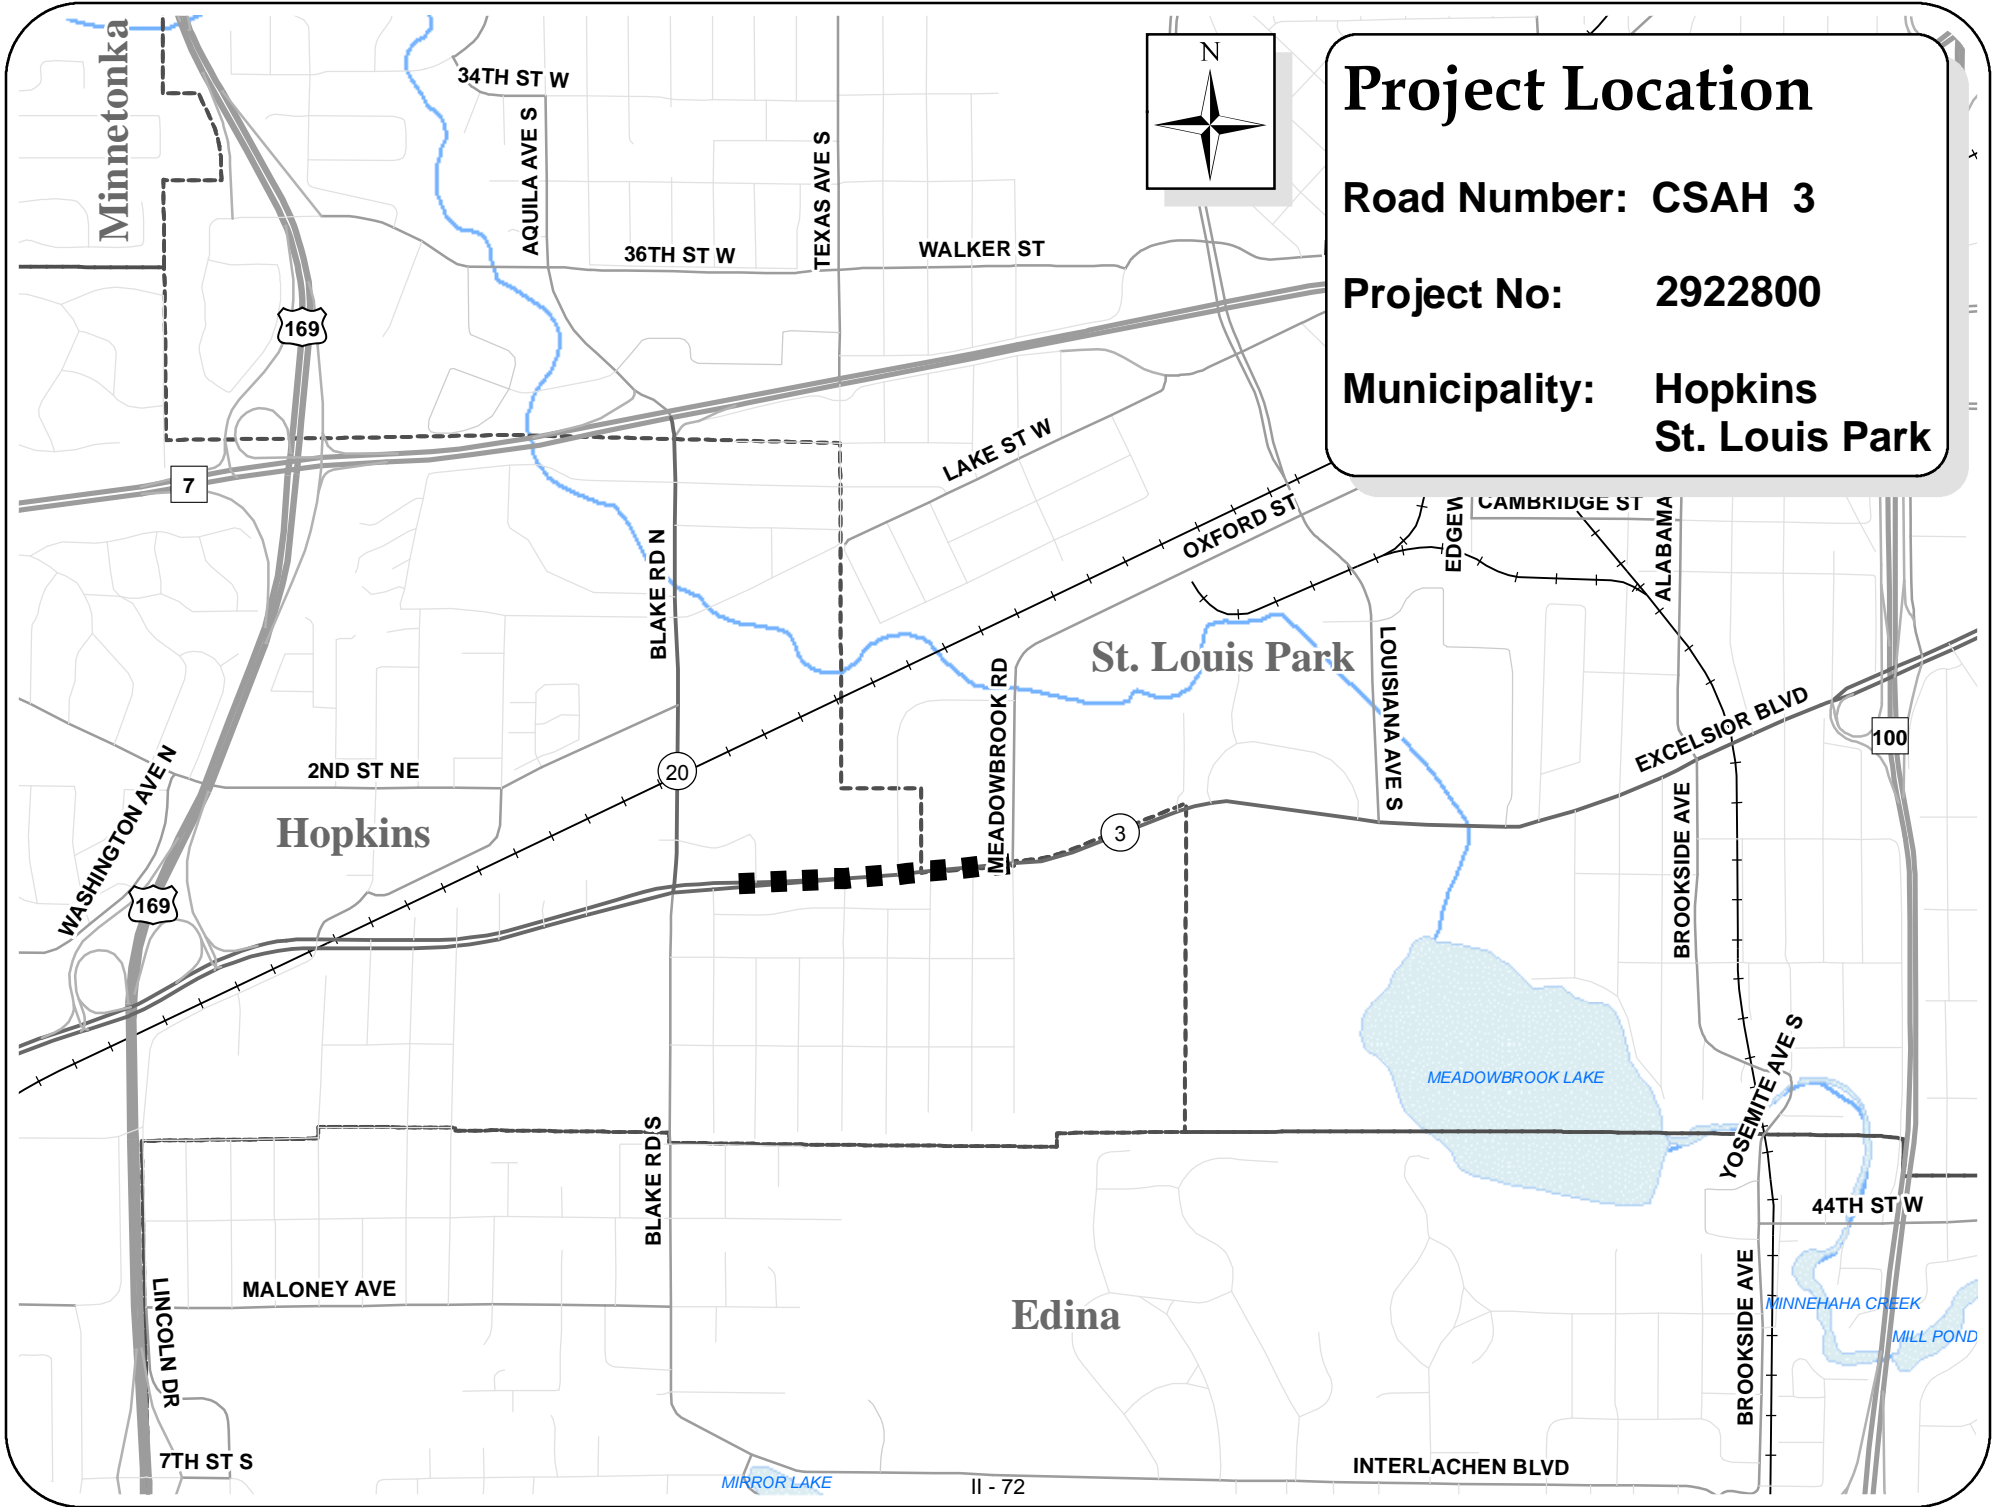 Project Location
Road Number: CSAH 3
Project No: 2922800
Municipality: Hopkins
St. Louis Park
N
Minnetonka
34TH ST W
AQUILA AVE S
TEXAS AVE S
36TH ST W
WALKER ST
169
7
LAKE ST W
OXFORD ST
CAMBRIDGE ST
EDGEW
ALABAMA
BLAKE RD N
St. Louis Park
MEADOWBROOK RD
LOUISIANA AVE S
EXCELSIOR BLVD
100
WASHINGTON AVE N
2ND ST NE
20
Hopkins
3
BROOKSIDE AVE
169
MEADOWBROOK LAKE
YOSEMITE AVE S
BLAKE RD S
44TH ST W
MALONEY AVE
LINCOLN DR
Edina
BROOKSIDE AVE
MINNEHAHA CREEK
MILL POND
7TH ST S
MIRROR LAKE
INTERLACHEN BLVD
II - 72